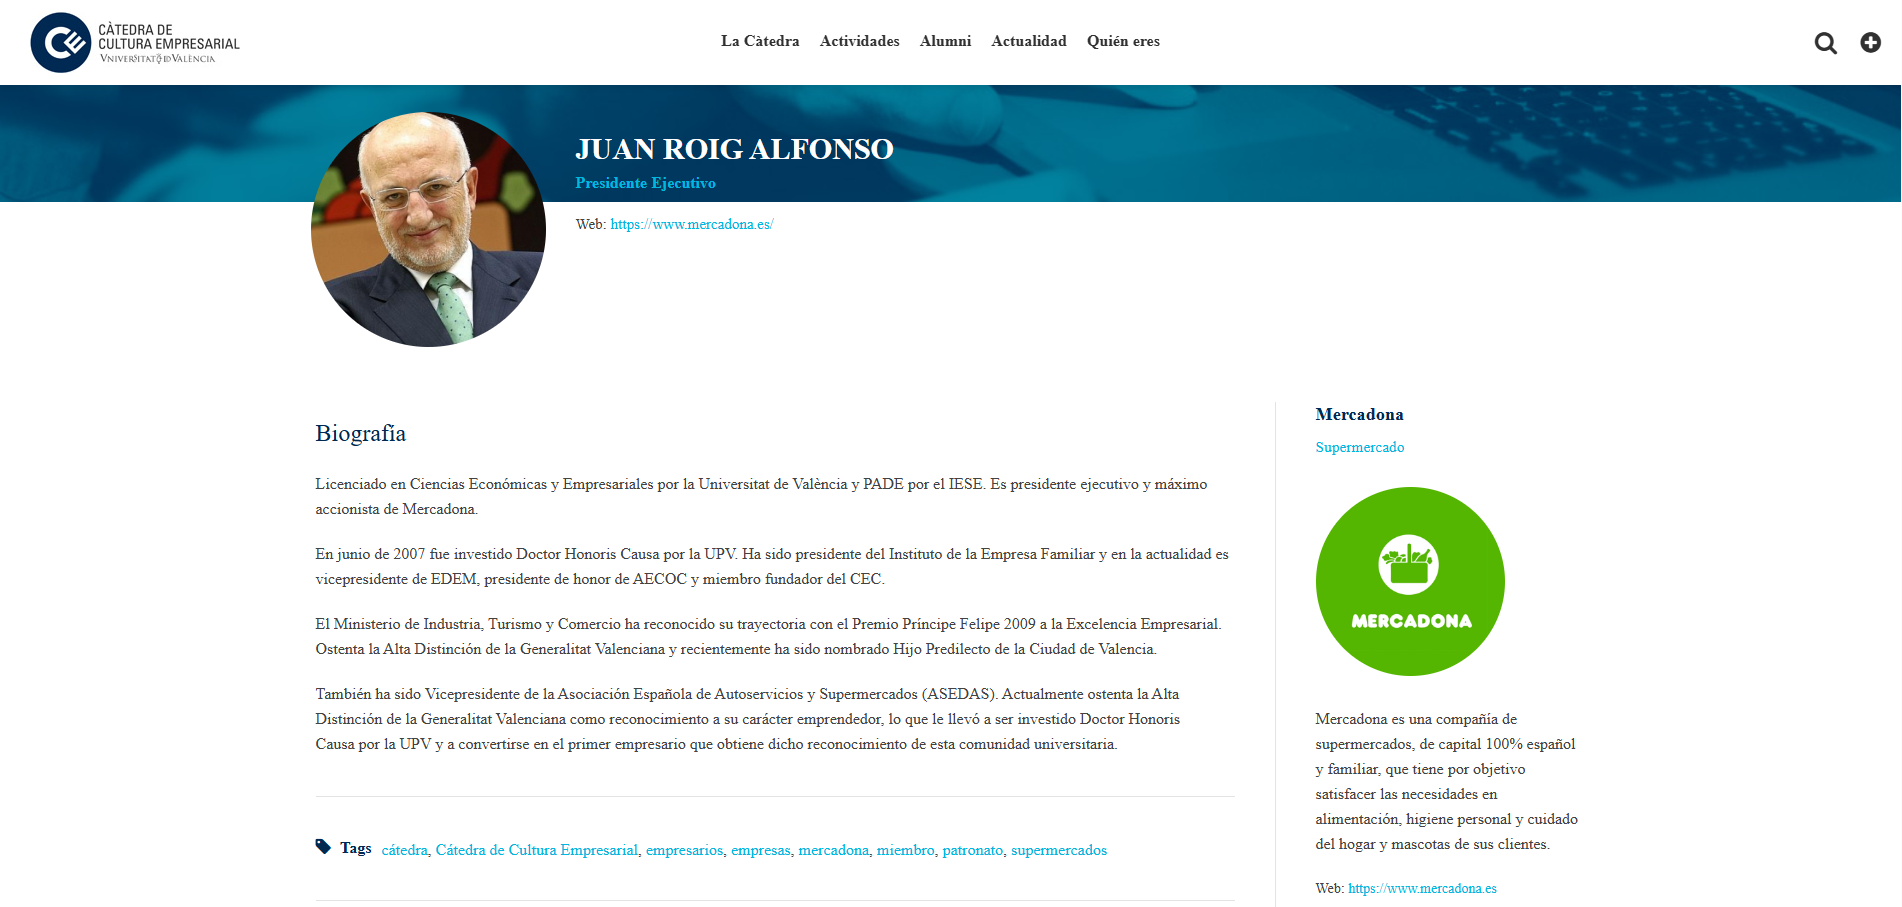 CÀTEDRA DE
CULTURA EMPRESARIAL
VNIVERSITAT ID VALÈNCIA
La Càtedra Actividades Alumni Actualidad Quién eres
JUAN ROIG ALFONSO
Presidente Ejecutivo
Web: https://www.mercadona.es/
Biografía
Licenciado en Ciencias Económicas y Empresariales por la Universitat de València y PADE por el IESE. Es presidente ejecutivo y máximo
accionista de Mercadona.
En junio de 2007 fue investido Doctor Honoris Causa por la UPV. Ha sido presidente del Instituto de la Empresa Familiar y en la actualidad es
vicepresidente de EDEM, presidente de honor de AECOC y miembro fundador del CEC.
El Ministerio de Industria, Turismo y Comercio ha reconocido su trayectoria con el Premio Príncipe Felipe 2009 a la Excelencia Empresarial.
Ostenta la Alta Distinción de la Generalitat Valenciana y recientemente ha sido nombrado Hijo Predilecto de la Ciudad de Valencia.
También ha sido Vicepresidente de la Asociación Española de Autoservicios y Supermercados (ASEDAS). Actualmente ostenta la Alta
Distinción de la Generalitat Valenciana como reconocimiento a su carácter emprendedor, lo que le llevó a ser investido Doctor Honoris
Causa por la UPV y a convertirse en el primer empresario que obtiene dicho reconocimiento de esta comunidad universitaria.
Tags cátedra, Cátedra de Cultura Empresarial, empresarios, empresas, mercadona, miembro, patronato, supermercados
Mercadona
Supermercado
MERCADONA
Mercadona es una compañía de
supermercados, de capital 100% español
y familiar, que tiene por objetivo
satisfacer las necesidades en
alimentación, higiene personal y cuidado
del hogar y mascotas de sus clientes.
Web: https://www.mercadona.es